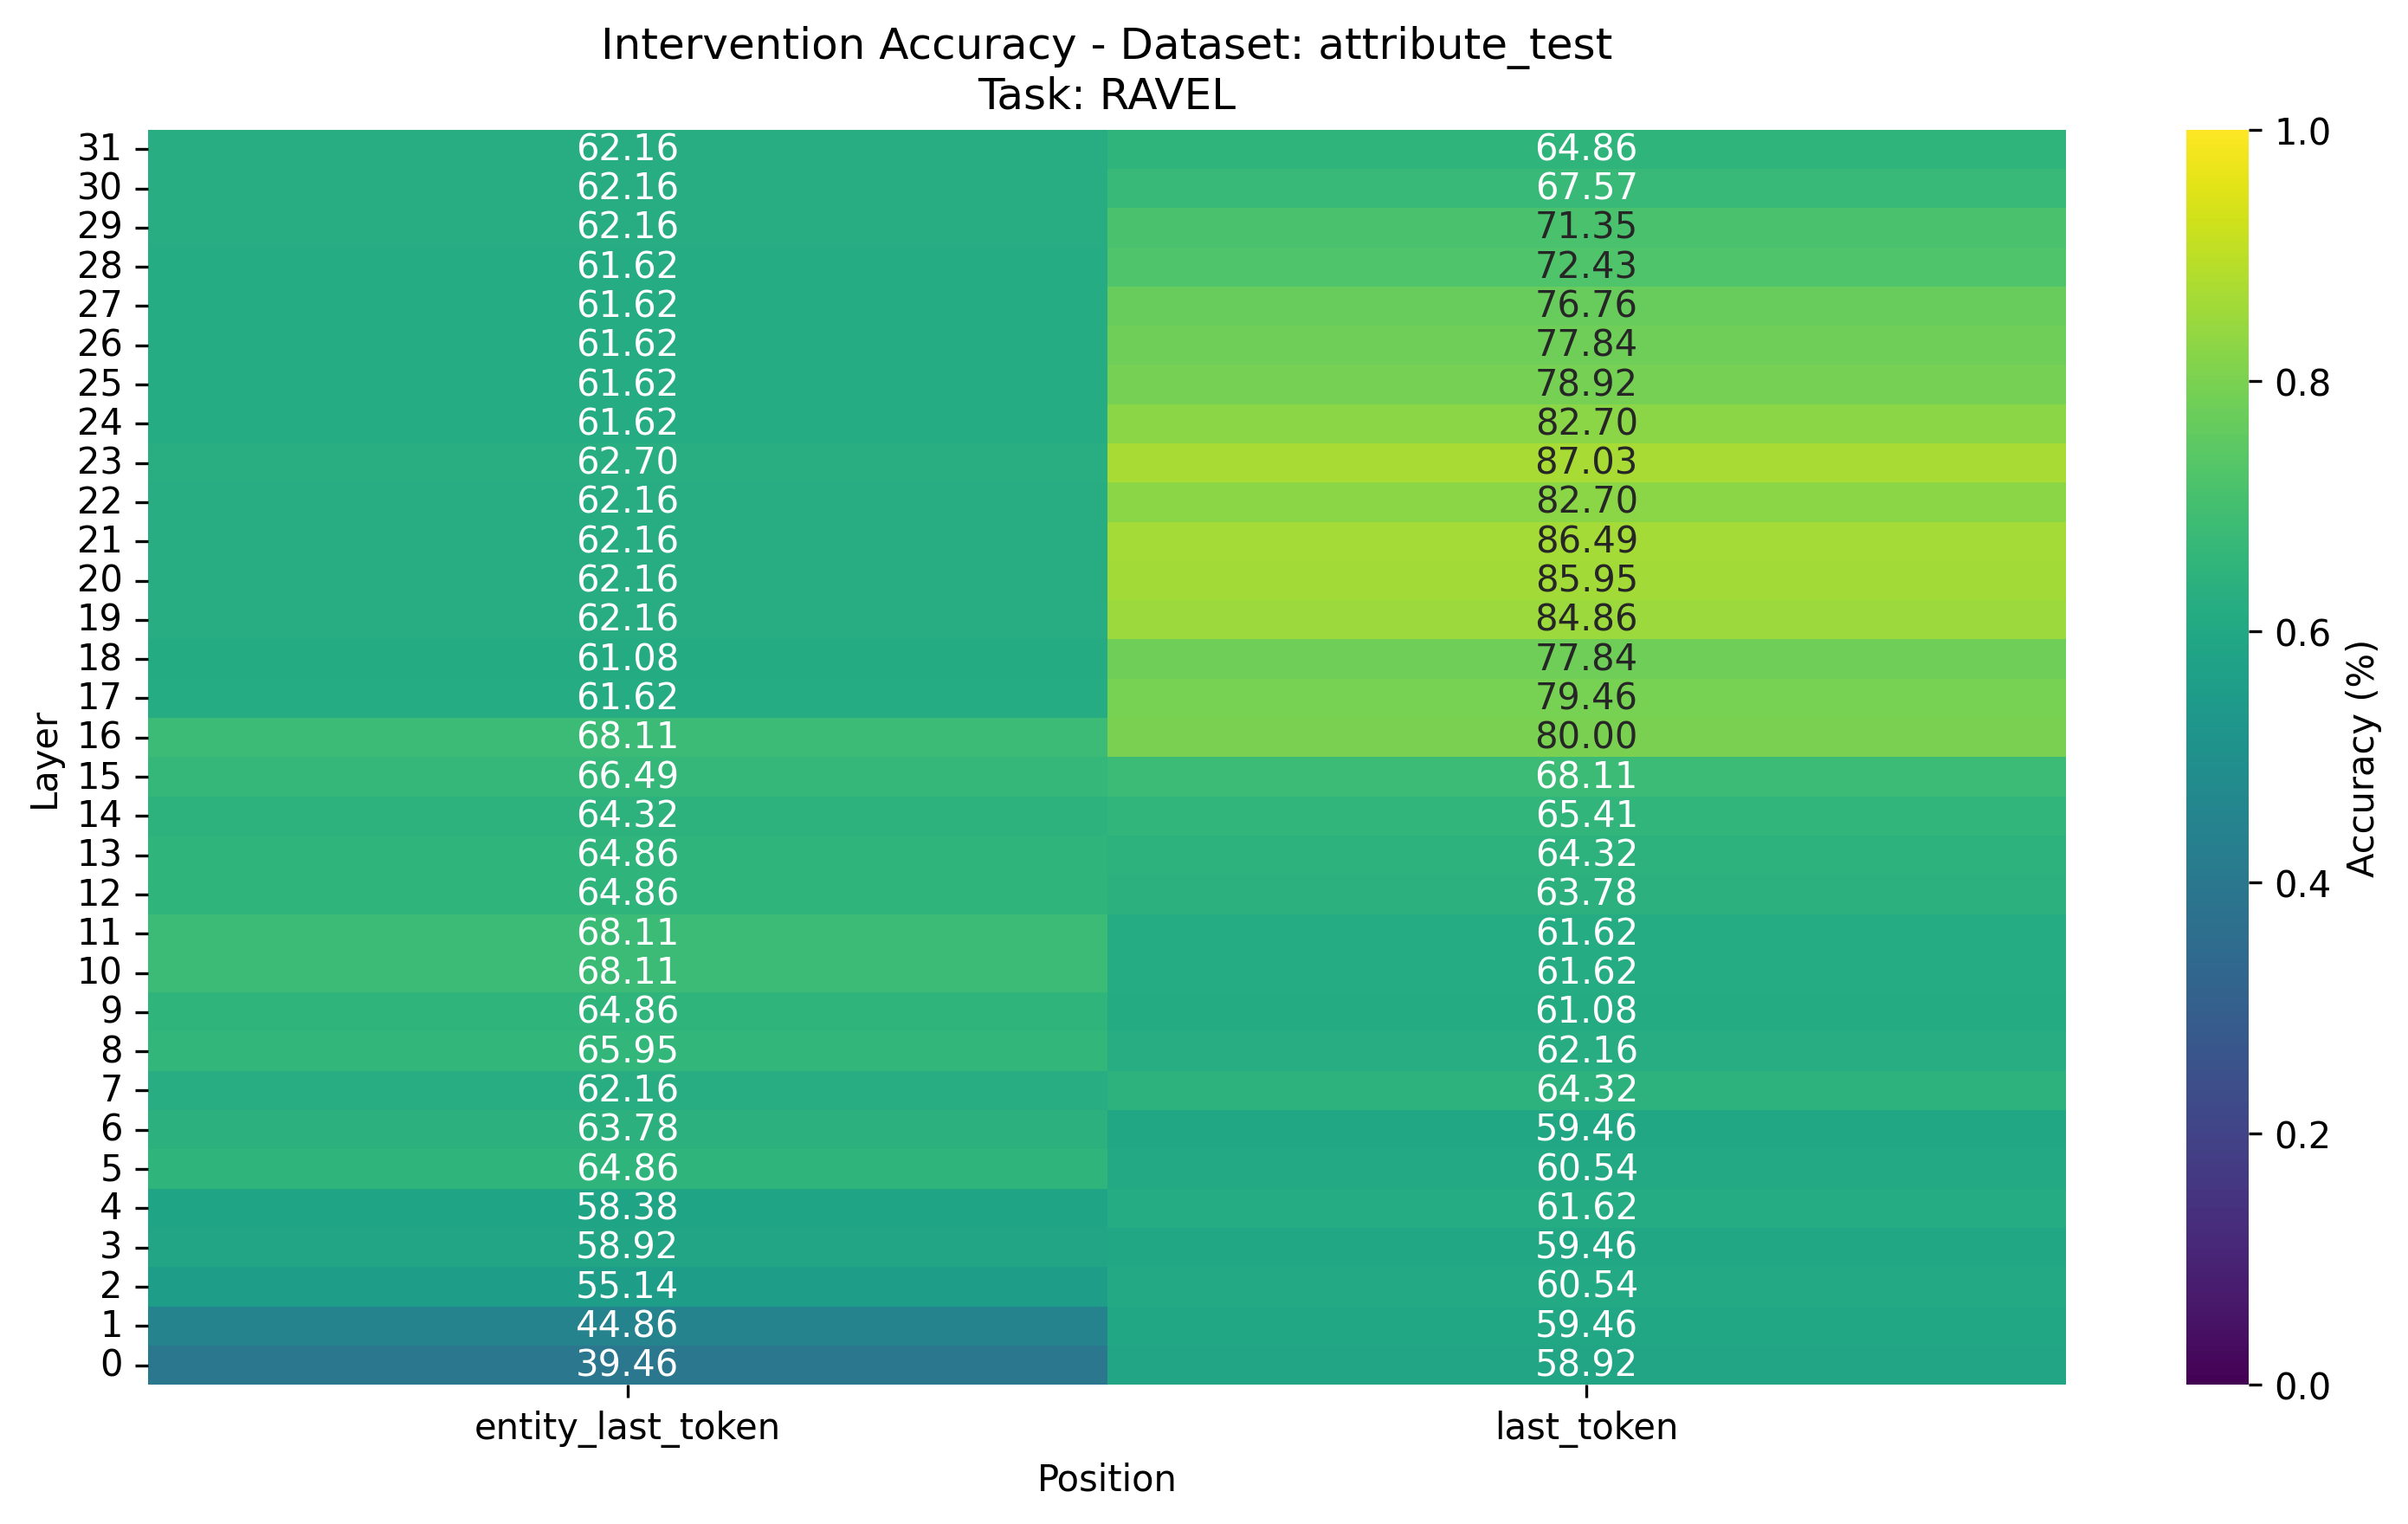 Intervention Accuracy - Dataset: attribute_test
Task: RAVEL
31 62.16 64.86
30 62.16 67.57
29 62.16 71.35
28 61.62 72.43
27 61.62 76.76
26 61.62 77.84
25 61.62 78.92
24 61.62 82.70
23 62.70 87.03
22 62.16 82.70
21 62.16 86.49
20 62.16 85.95
19 62.16 84.86
18 61.08 77.84
17 61.62 79.46
16 68.11 80.00
15 66.49 68.11
14 64.32 65.41
13 64.86 64.32
12 64.86 63.78
11 68.11 61.62
10 68.11 61.62
9 64.86 61.08
8 65.95 62.16
7 62.16 64.32
6 63.78 59.46
5 64.86 60.54
4 58.38 61.62
3 58.92 59.46
2 55.14 60.54
1 44.86 59.46
0 39.46 58.92
entity_last_token last_token
Position
Layer
1.0
0.8
0.6
0.4
0.2
0.0
Accuracy (%)